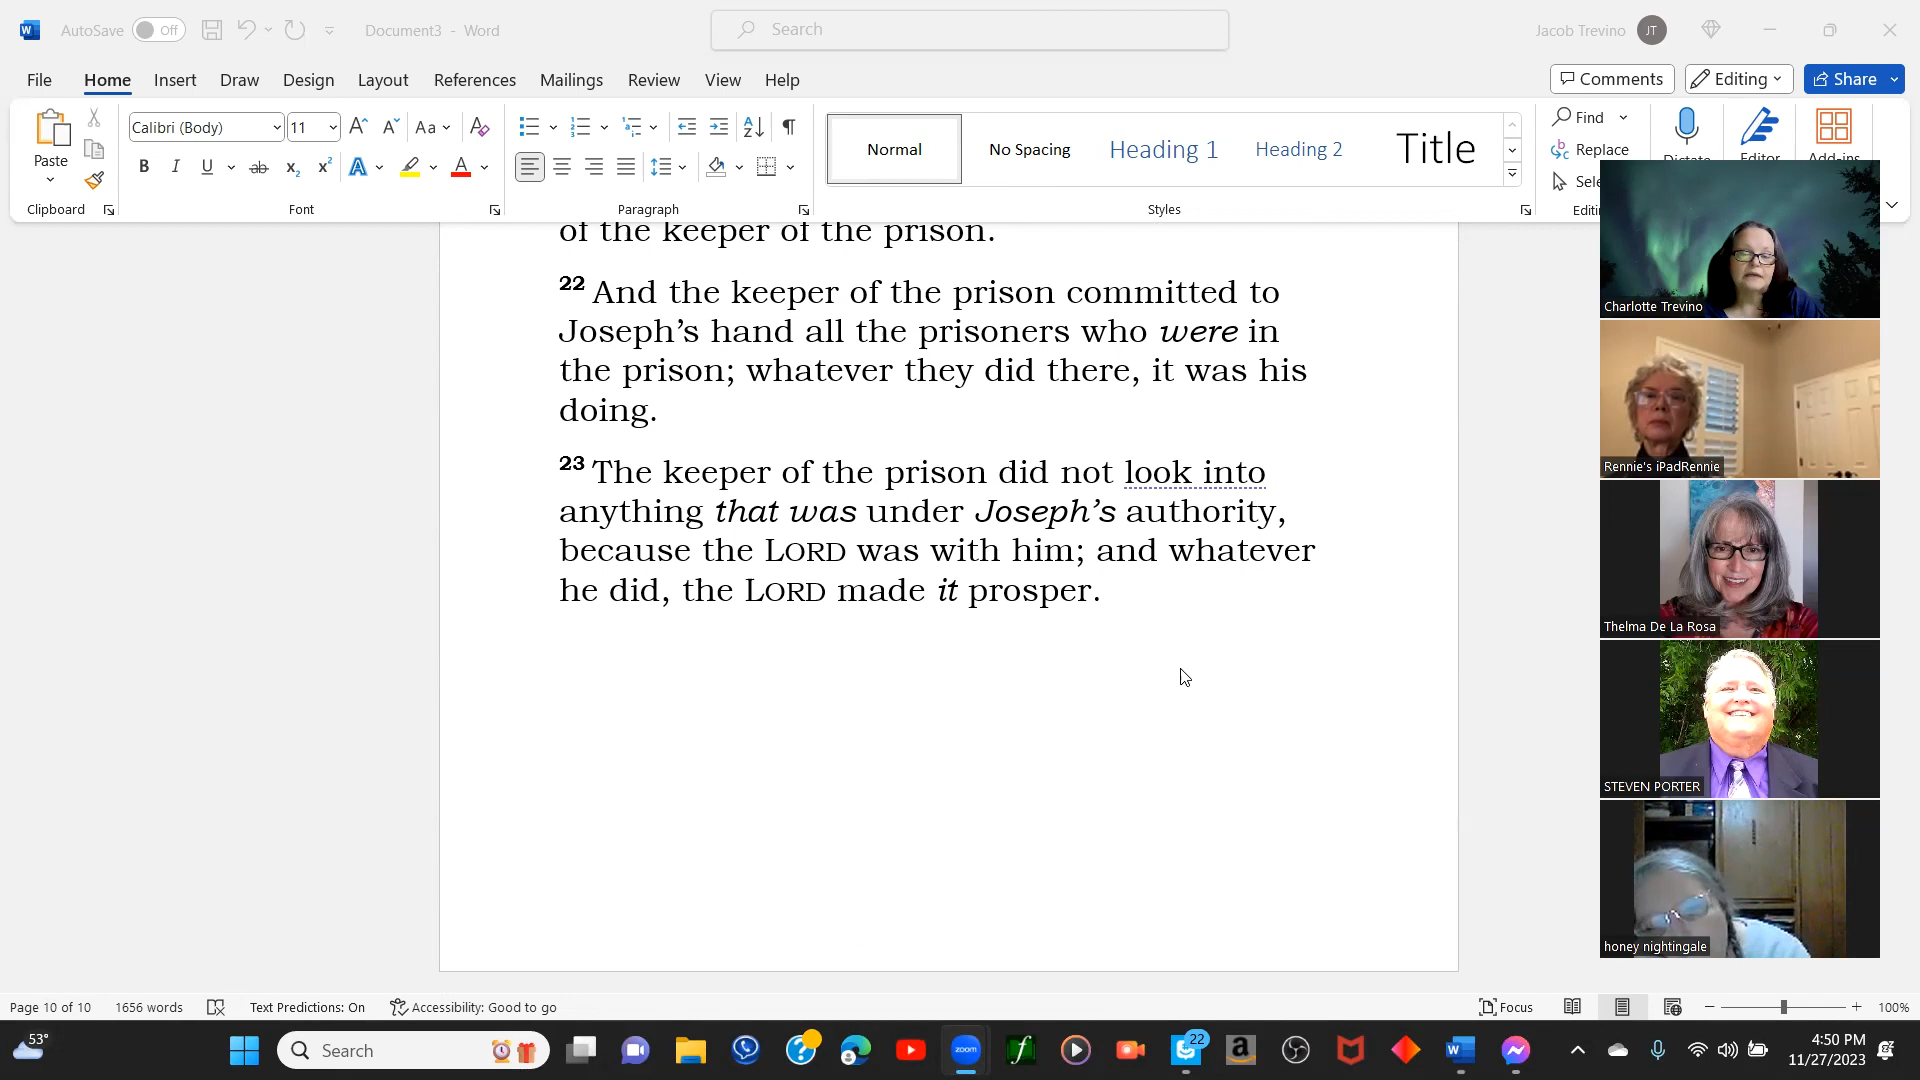 AutoSave Off Document3 - Word Search Jacob Trevino JT
File Home Insert Draw Design Layout References Mailings Review View Help Comments Editing Share
Paste Calibri (Body) 11 Normal No Spacing Heading 1 Heading 2 Title Find Replace
Clipboard Font Paragraph Styles
of the keeper of the prison.
22 And the keeper of the prison committed to
Joseph’s hand all the prisoners who were in
the prison; whatever they did there, it was his
doing.
23 The keeper of the prison did not look into
anything that was under Joseph’s authority,
because the LORD was with him; and whatever
he did, the LORD made it prosper.
Charlotte Trevino
Rennie's iPadRennie
Thelma De La Rosa
STEVEN PORTER
honey nightingale
Page 10 of 10 1656 words Text Predictions: On Accessibility: Good to go Focus 100%
53° Search zoom 22 4:50 PM
11/27/2023